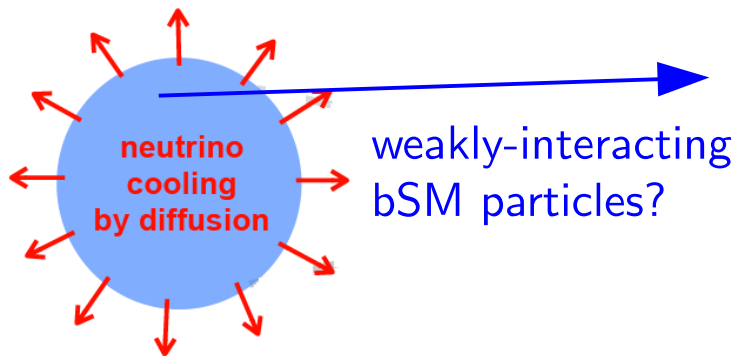 neutrino
cooling
by diffusion
weakly-interacting
bSM particles?